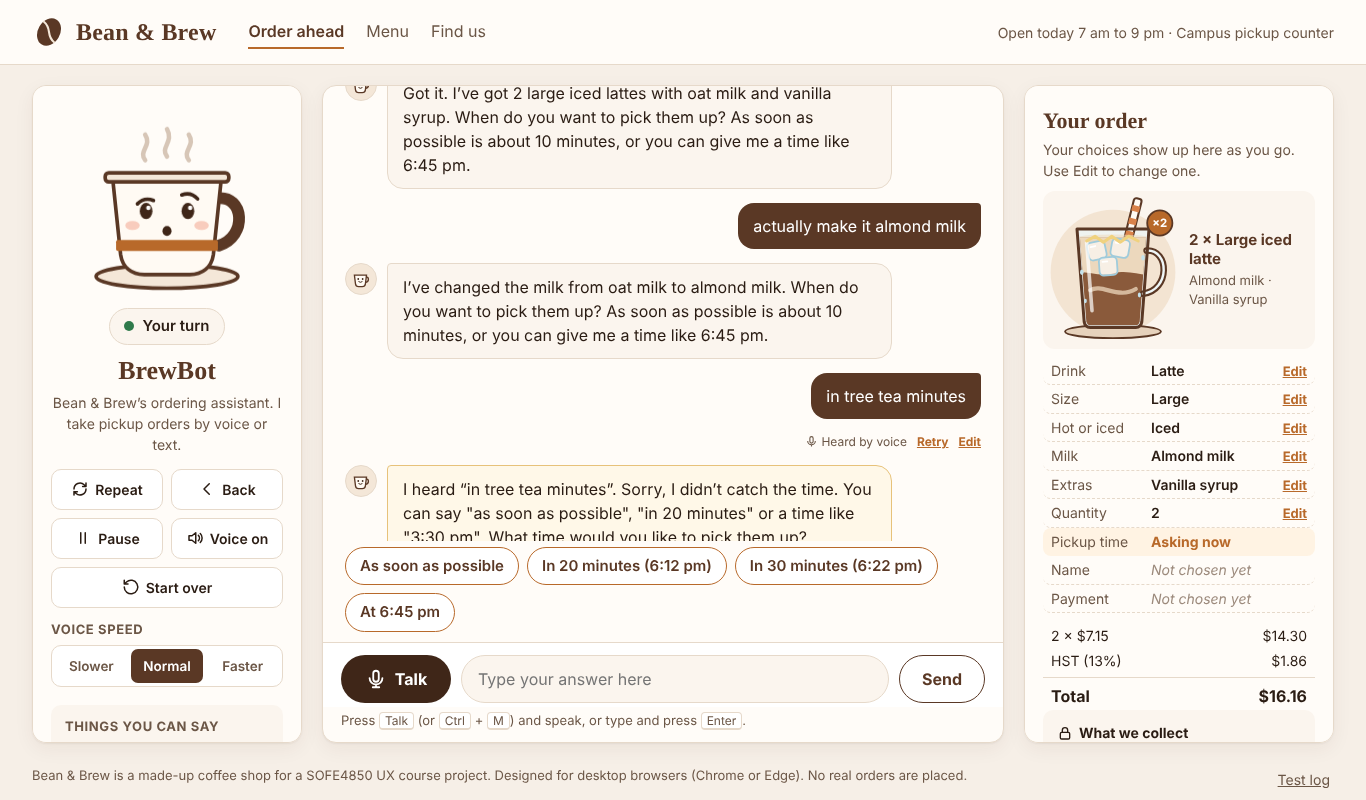 Bean & Brew
Order ahead
Menu
Find us
Open today 7 am to 9 pm · Campus pickup counter
Your turn
BrewBot
Bean & Brew’s ordering assistant. I
take pickup orders by voice or
text.
Repeat
Back
Pause
Voice on
Start over
VOICE SPEED
Slower
Normal
Faster
THINGS YOU CAN SAY
Got it. I’ve got 2 large iced lattes with oat milk and vanilla
syrup. When do you want to pick them up? As soon as
possible is about 10 minutes, or you can give me a time like
6:45 pm.
actually make it almond milk
I’ve changed the milk from oat milk to almond milk. When do
you want to pick them up? As soon as possible is about 10
minutes, or you can give me a time like 6:45 pm.
in tree tea minutes
Heard by voice Retry Edit
I heard “in tree tea minutes”. Sorry, I didn’t catch the time. You
can say "as soon as possible", "in 20 minutes" or a time like
"3:30 pm". What time would you like to pick them up?
As soon as possible
In 20 minutes (6:12 pm)
In 30 minutes (6:22 pm)
At 6:45 pm
Talk
Type your answer here
Send
Press Talk (or Ctrl + M) and speak, or type and press Enter.
Your order
Your choices show up here as you go.
Use Edit to change one.
×2
2 × Large iced
latte
Almond milk ·
Vanilla syrup
Drink Latte Edit
Size Large Edit
Hot or iced Iced Edit
Milk Almond milk Edit
Extras Vanilla syrup Edit
Quantity 2 Edit
Pickup time Asking now
Name Not chosen yet
Payment Not chosen yet
2 × $7.15 $14.30
HST (13%) $1.86
Total $16.16
What we collect
Bean & Brew is a made-up coffee shop for a SOFE4850 UX course project. Designed for desktop browsers (Chrome or Edge). No real orders are placed.
Test log